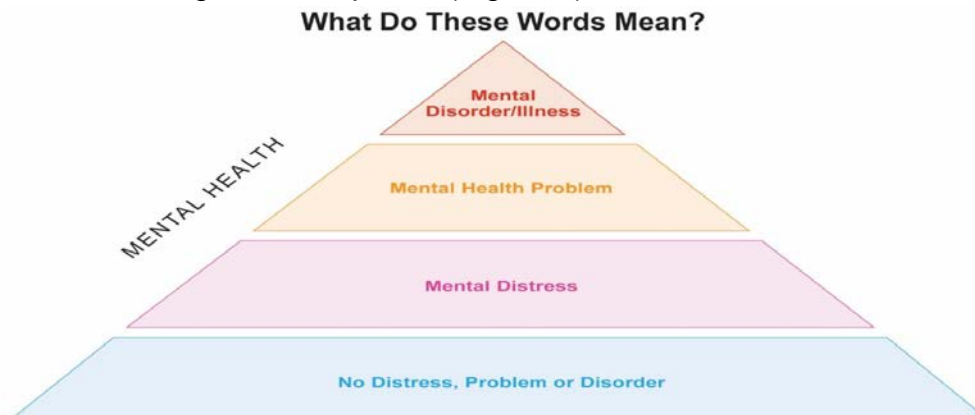 What Do These Words Mean?
Mental
Disorder/Illness
MENTAL HEALTH
Mental Health Problem
Mental Distress
No Distress, Problem or Disorder